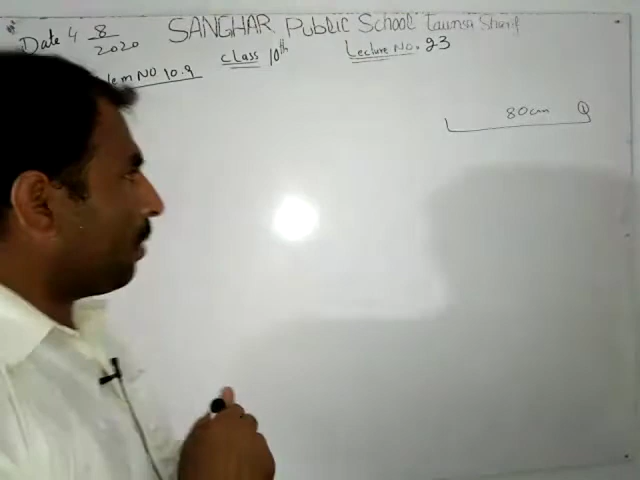 SANGHAR Public School Taunsa Sharif
Date 4 8/2020
class 10th
Lecture No. 23
lem No 10.9
80cm